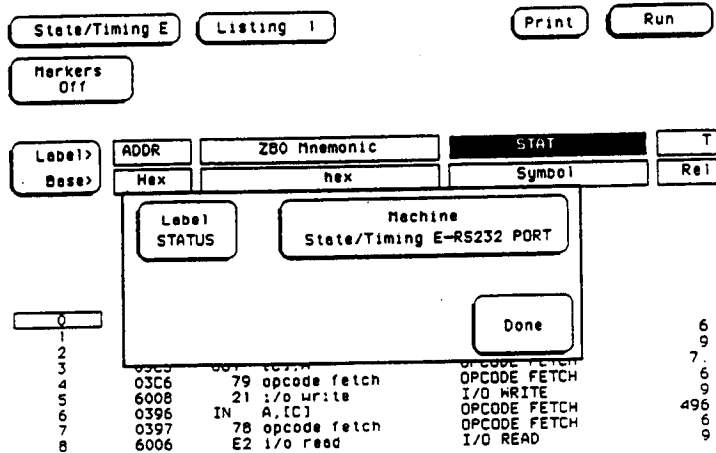 State/Timing E Listing 1 Print Run
Markers
Off
Label> ADDR Z80 Mnemonic STAT T
Base> Hex hex Symbol Rel
Label Machine
STATUS State/Timing E-RS232 PORT
Done
0
1 6
2 9
3 7.
4 03C6 79 opcode fetch OPCODE FETCH 6
5 6008 21 i/o write I/O WRITE 9
6 0396 IN A,[C] OPCODE FETCH 496
7 0397 78 opcode fetch OPCODE FETCH 6
8 6006 E2 i/o read I/O READ 9